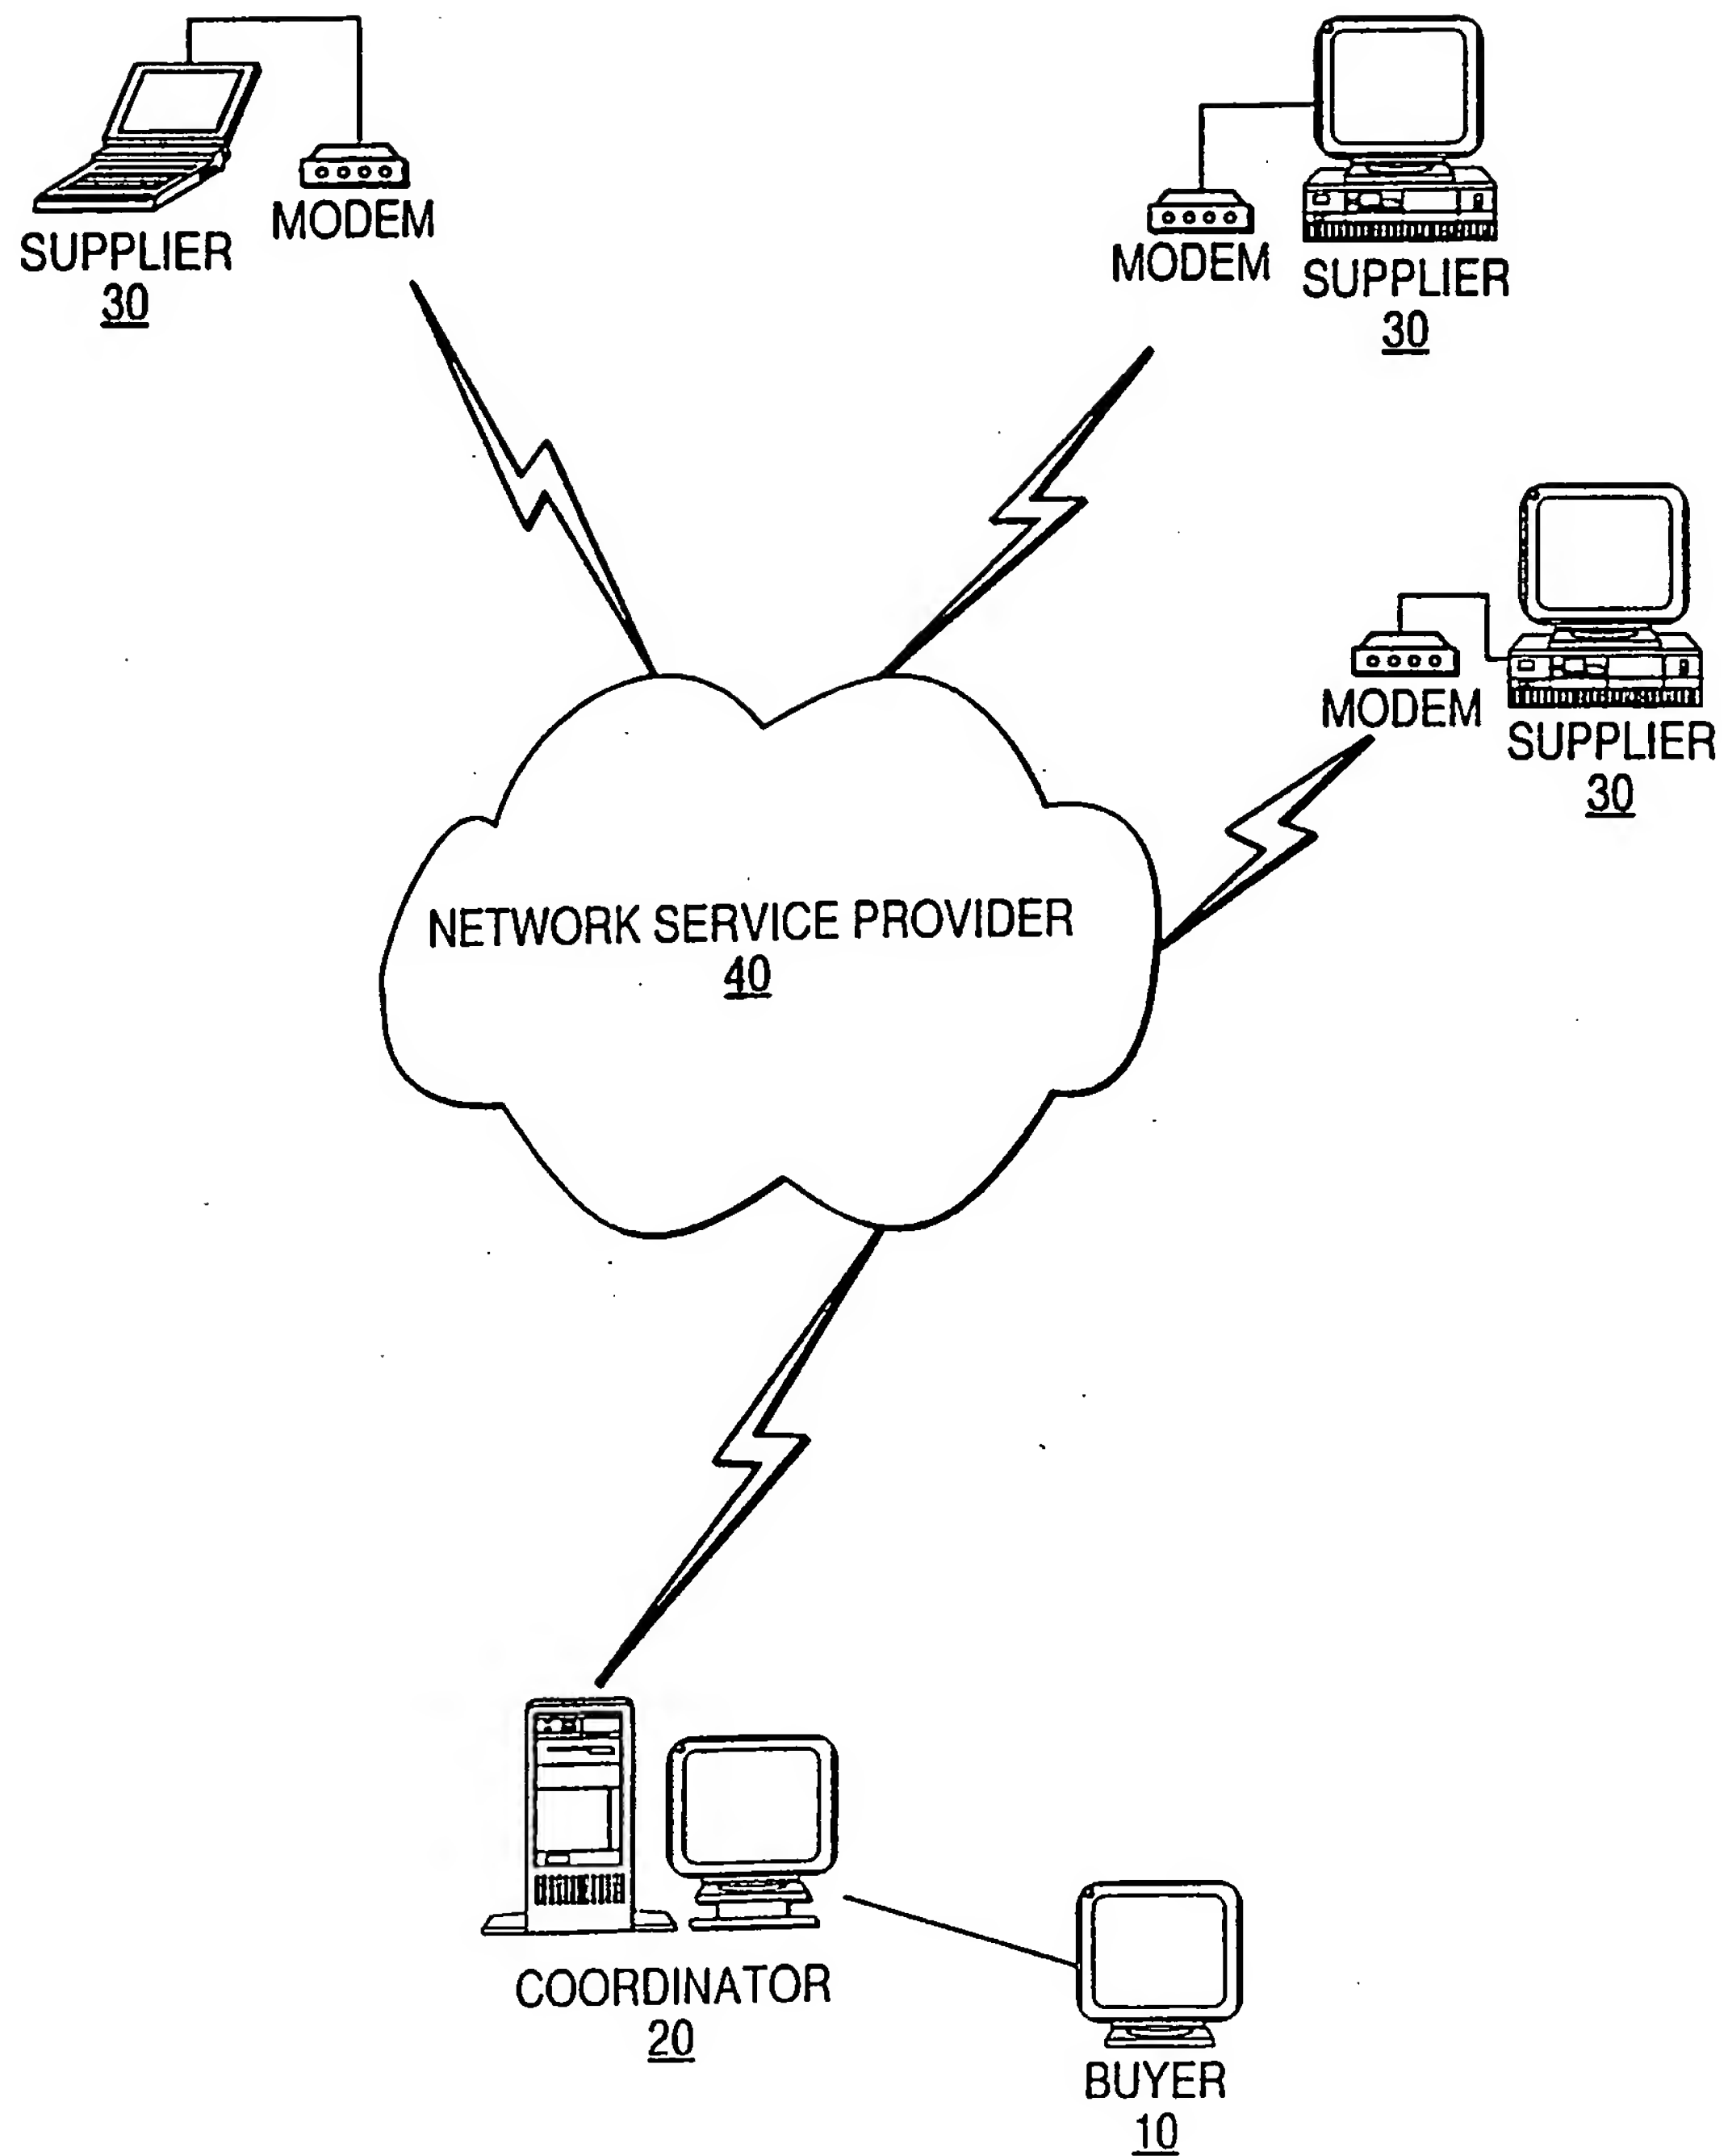 MODEM
SUPPLIER
30
MODEM
SUPPLIER
30
MODEM
SUPPLIER
30
NETWORK SERVICE PROVIDER
40
COORDINATOR
20
BUYER
10